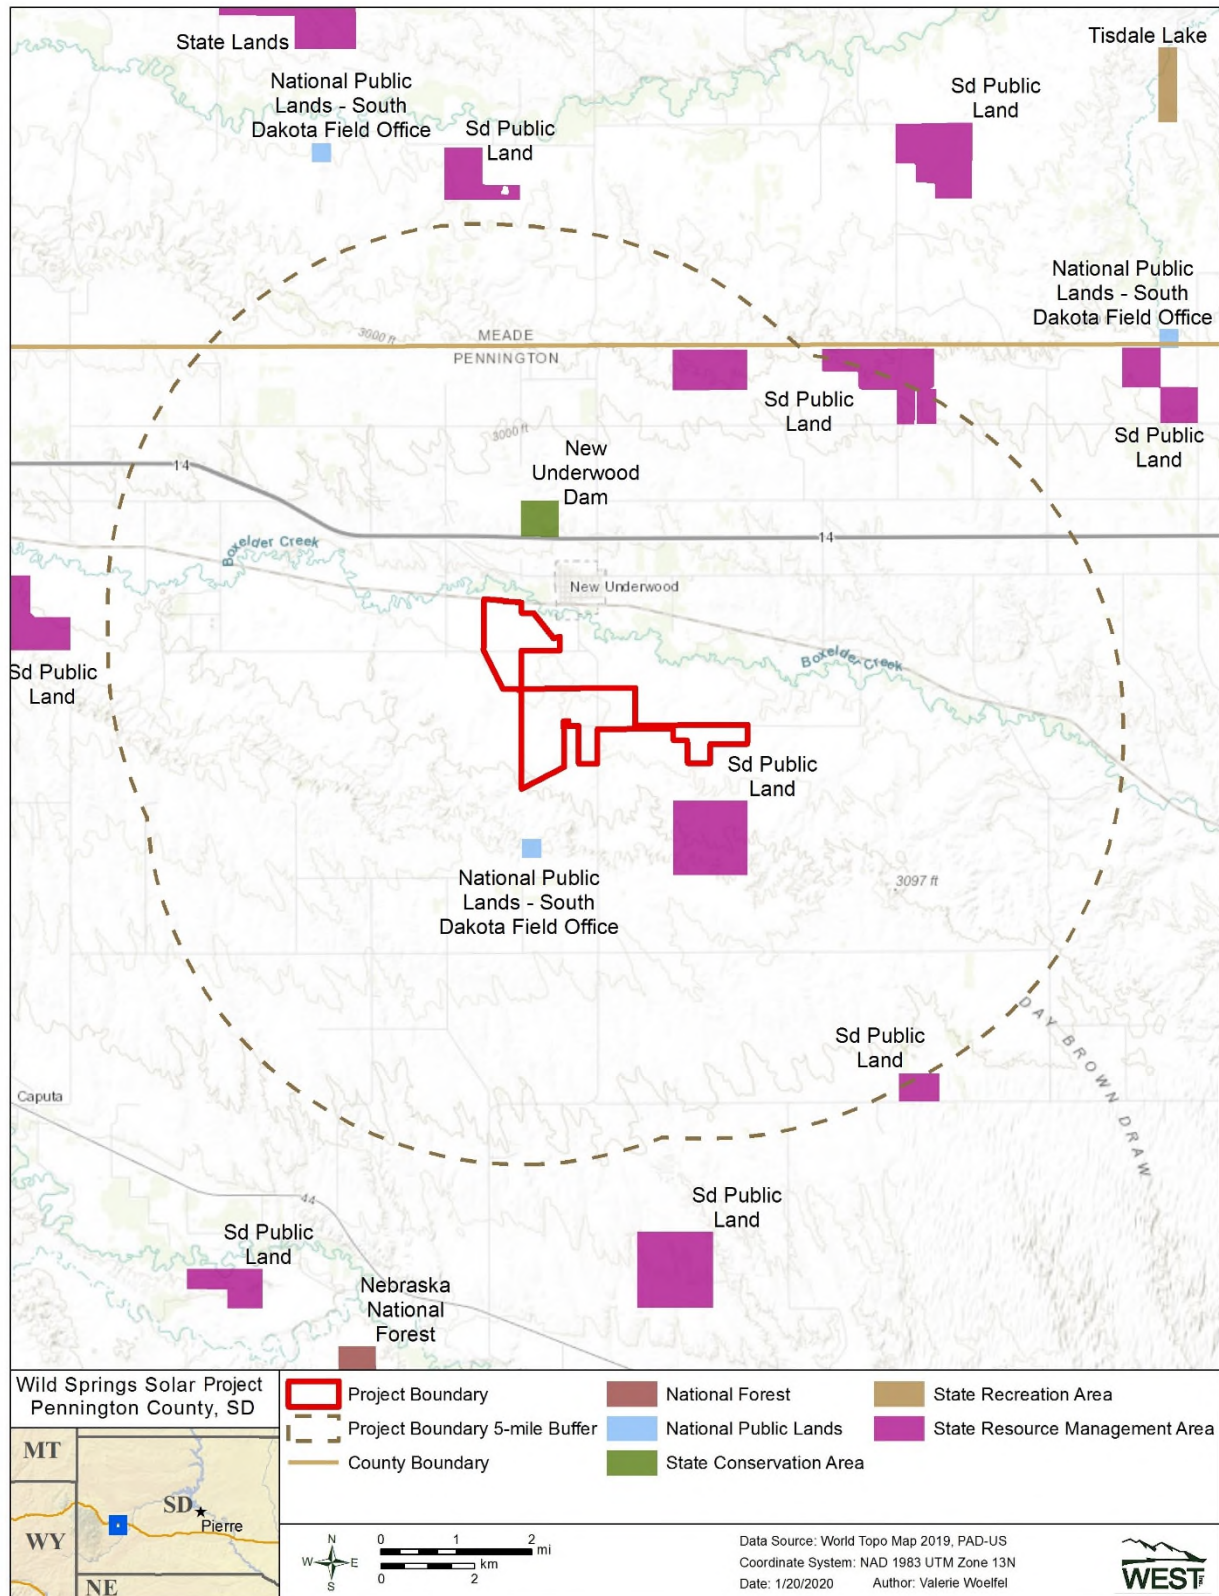 State Lands
Tisdale Lake
National Public
Lands - South
Dakota Field Office
Sd Public
Land
Sd Public
Land
National Public
Lands - South
Dakota Field Office
3000 ft
MEADE
PENNINGTON
Sd Public
Land
Sd Public
Land
3000 ft
New
Underwood
Dam
14
14
Boxelder Creek
New Underwood
Boxelder Creek
Sd Public
Land
Sd Public
Land
National Public
Lands - South
Dakota Field Office
3097 ft
DAY BROWN DRAW
Sd Public
Land
Caputa
44
Sd Public
Land
Sd Public
Land
Nebraska
National
Forest
Wild Springs Solar Project
Pennington County, SD
MT
SD
Pierre
WY
NE
Project Boundary
Project Boundary 5-mile Buffer
County Boundary
National Forest
National Public Lands
State Conservation Area
State Recreation Area
State Resource Management Area
N
W E
S
0 1 2
mi
km
0 2
Data Source: World Topo Map 2019, PAD-US
Coordinate System: NAD 1983 UTM Zone 13N
Date: 1/20/2020 Author: Valerie Woelfel
WEST